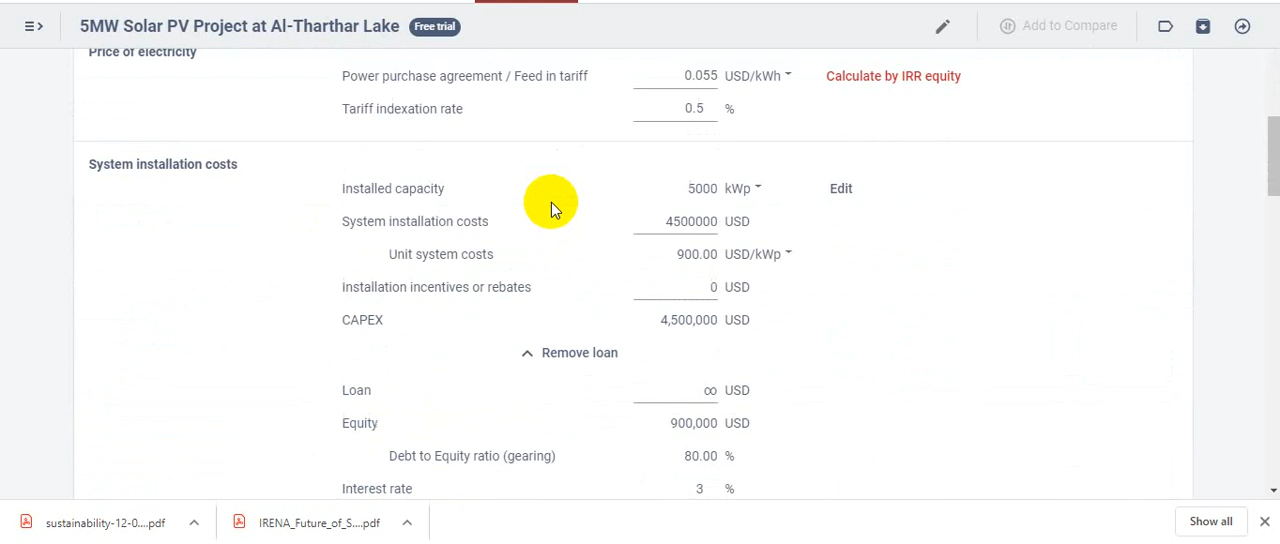 5MW Solar PV Project at Al-Tharthar Lake Free trial Add to Compare
Price of electricity
Power purchase agreement / Feed in tariff 0.055 USD/kWh Calculate by IRR equity
Tariff indexation rate 0.5 %
System installation costs
Installed capacity 5000 kWp Edit
System installation costs 4500000 USD
Unit system costs 900.00 USD/kWp
Installation incentives or rebates 0 USD
CAPEX 4,500,000 USD
Remove loan
Loan USD
Equity 900,000 USD
Debt to Equity ratio (gearing) 80.00 %
Interest rate 3 %
sustainability-12-0....pdf IRENA_Future_of_S....pdf Show all